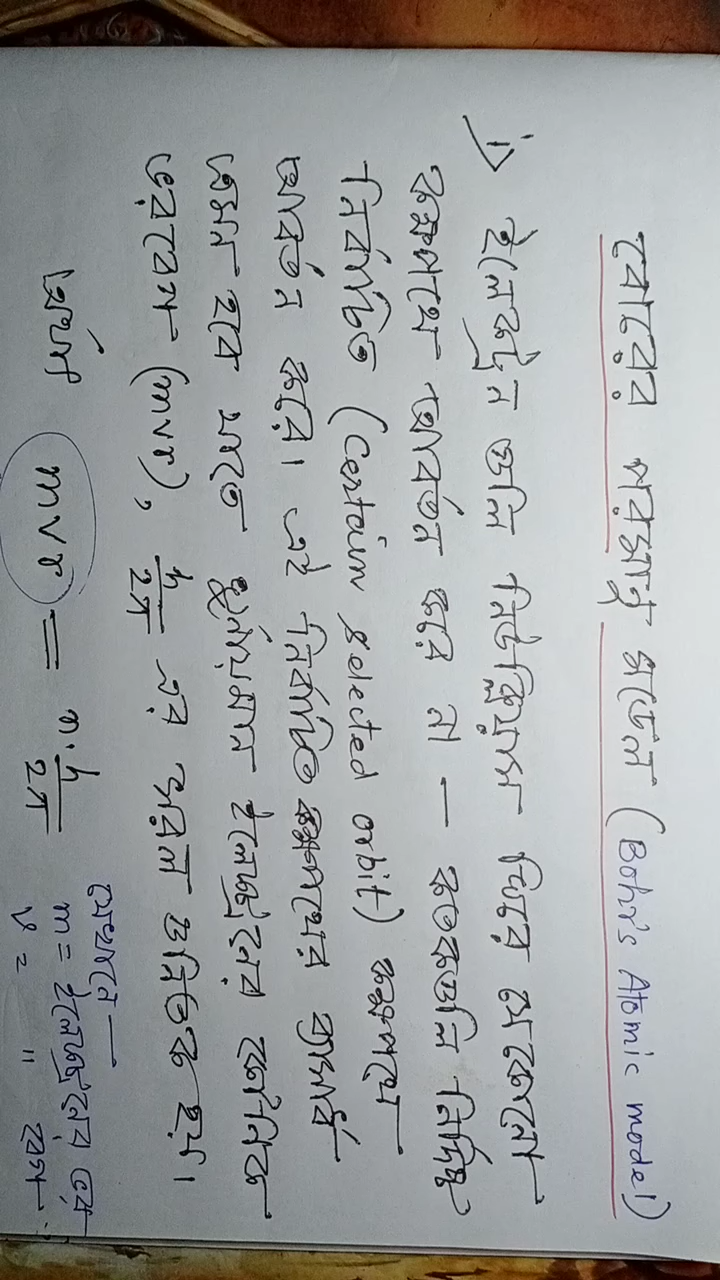 বোরের পরমাণু মডেল (Bohr's Atomic model)
i> ইলেকট্রন গুলি নিউক্লিয়াস ঘিরে যেকোনো
কক্ষপথে আবর্তন করে না — কতকগুলি নির্দিষ্ট
নির্বাচিত (Certain selected orbit) কক্ষপথে
আবর্তন করে। এই নির্বাচিত কক্ষপথের ব্যাসার্ধ
এমন হবে যাতে ঘূর্ণায়মান ইলেকট্রনের কৌণিক
ভরবেগ (mvr), h/2π এর সরল গুনিতক হয়।
অর্থাৎ mvr = n·h/2π
যেখানে —
m = ইলেকট্রনের ভর
v = " বেগ